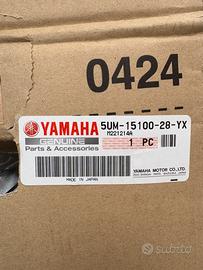 0424
YAMAHA
GENUINE
Parts & Accessories
5UM-15100-28-YX
M221214A
1 PC
YAMAHA MOTOR CO.,LTD.
MADE IN JAPAN
subito